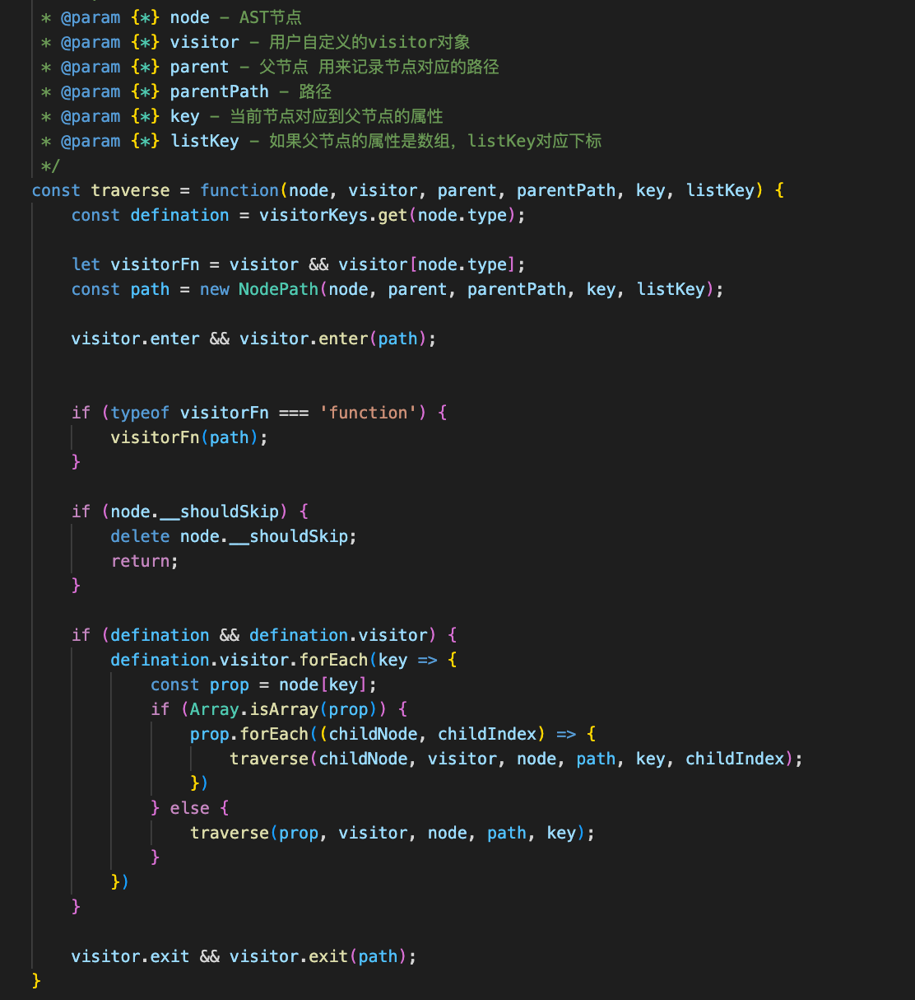 * @param {*} node - AST节点
* @param {*} visitor - 用户自定义的visitor对象
* @param {*} parent - 父节点 用来记录节点对应的路径
* @param {*} parentPath - 路径
* @param {*} key - 当前节点对应到父节点的属性
* @param {*} listKey - 如果父节点的属性是数组，listKey对应下标
*/
const traverse = function(node, visitor, parent, parentPath, key, listKey) {
const defination = visitorKeys.get(node.type);
let visitorFn = visitor && visitor[node.type];
const path = new NodePath(node, parent, parentPath, key, listKey);
visitor.enter && visitor.enter(path);
if (typeof visitorFn === 'function') {
visitorFn(path);
}
if (node.__shouldSkip) {
delete node.__shouldSkip;
return;
}
if (defination && defination.visitor) {
defination.visitor.forEach(key => {
const prop = node[key];
if (Array.isArray(prop)) {
prop.forEach((childNode, childIndex) => {
traverse(childNode, visitor, node, path, key, childIndex);
})
} else {
traverse(prop, visitor, node, path, key);
}
})
}
visitor.exit && visitor.exit(path);
}